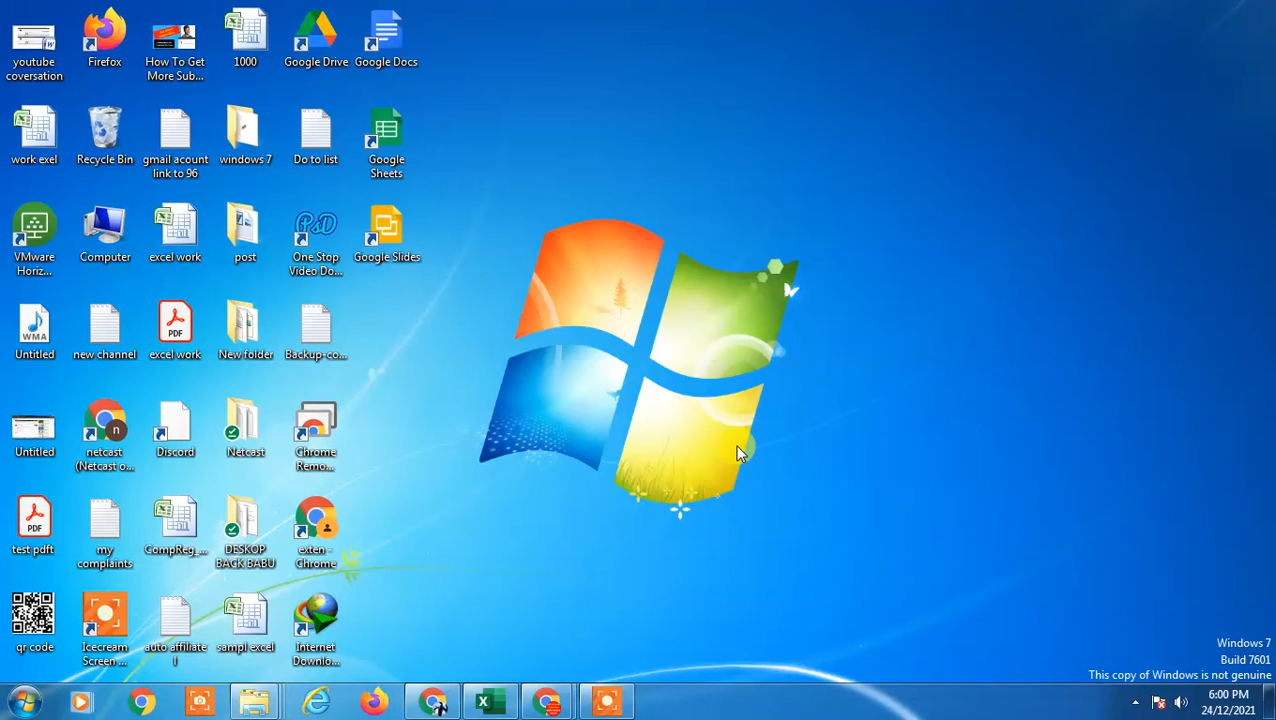 youtube
coversation
Firefox
How To Get
More Sub...
1000
Google Drive
Google Docs
work exel
Recycle Bin
gmail acount
link to 96
windows 7
Do to list
Google
Sheets
VMware
Horiz...
Computer
excel work
post
One Stop
Video Do...
Google Slides
WMA
Untitled
new channel
PDF
excel work
New folder
Backup-co...
Untitled
n
netcast
(Netcast o...
Discord
Netcast
Chrome
Remo...
PDF
test pdft
my
complaints
CompReg_...
DESKOP
BACK BABU
exten -
Chrome
qr code
Icecream
Screen ...
auto affiliate
l
sampl excel
Internet
Downlo...
Windows 7
Build 7601
This copy of Windows is not genuine
6:00 PM
24/12/2021